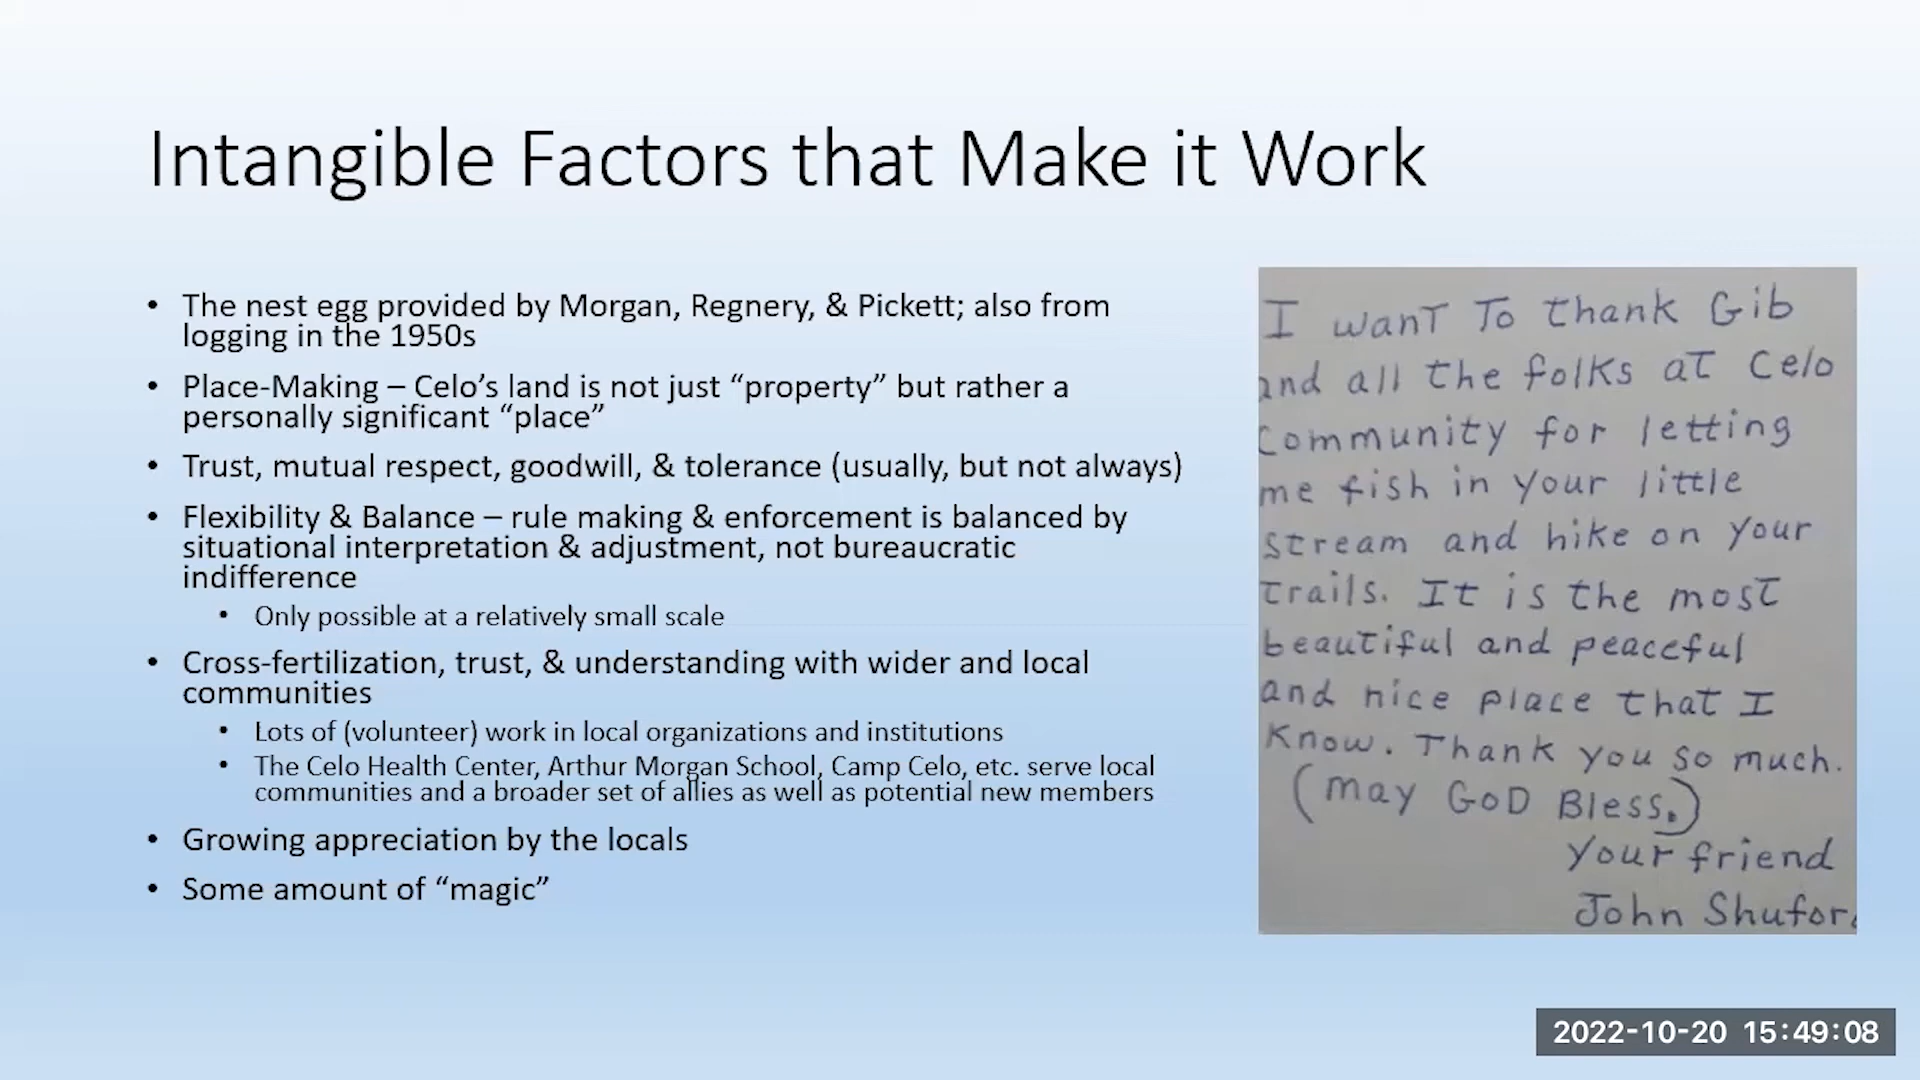 Intangible Factors that Make it Work
• The nest egg provided by Morgan, Regnery, & Pickett; also from
logging in the 1950s
• Place-Making – Celo’s land is not just “property” but rather a
personally significant “place”
• Trust, mutual respect, goodwill, & tolerance (usually, but not always)
• Flexibility & Balance – rule making & enforcement is balanced by
situational interpretation & adjustment, not bureaucratic
indifference
• Only possible at a relatively small scale
• Cross-fertilization, trust, & understanding with wider and local
communities
• Lots of (volunteer) work in local organizations and institutions
• The Celo Health Center, Arthur Morgan School, Camp Celo, etc. serve local
communities and a broader set of allies as well as potential new members
• Growing appreciation by the locals
• Some amount of “magic”
I want To thank Gib
and all the folks at Celo
Community for letting
me fish in your little
stream and hike on your
trails. It is the most
beautiful and peaceful
and nice place that I
know. Thank you so much.
(may GOD Bless.)
your friend
John Shufor
2022-10-20 15:49:08